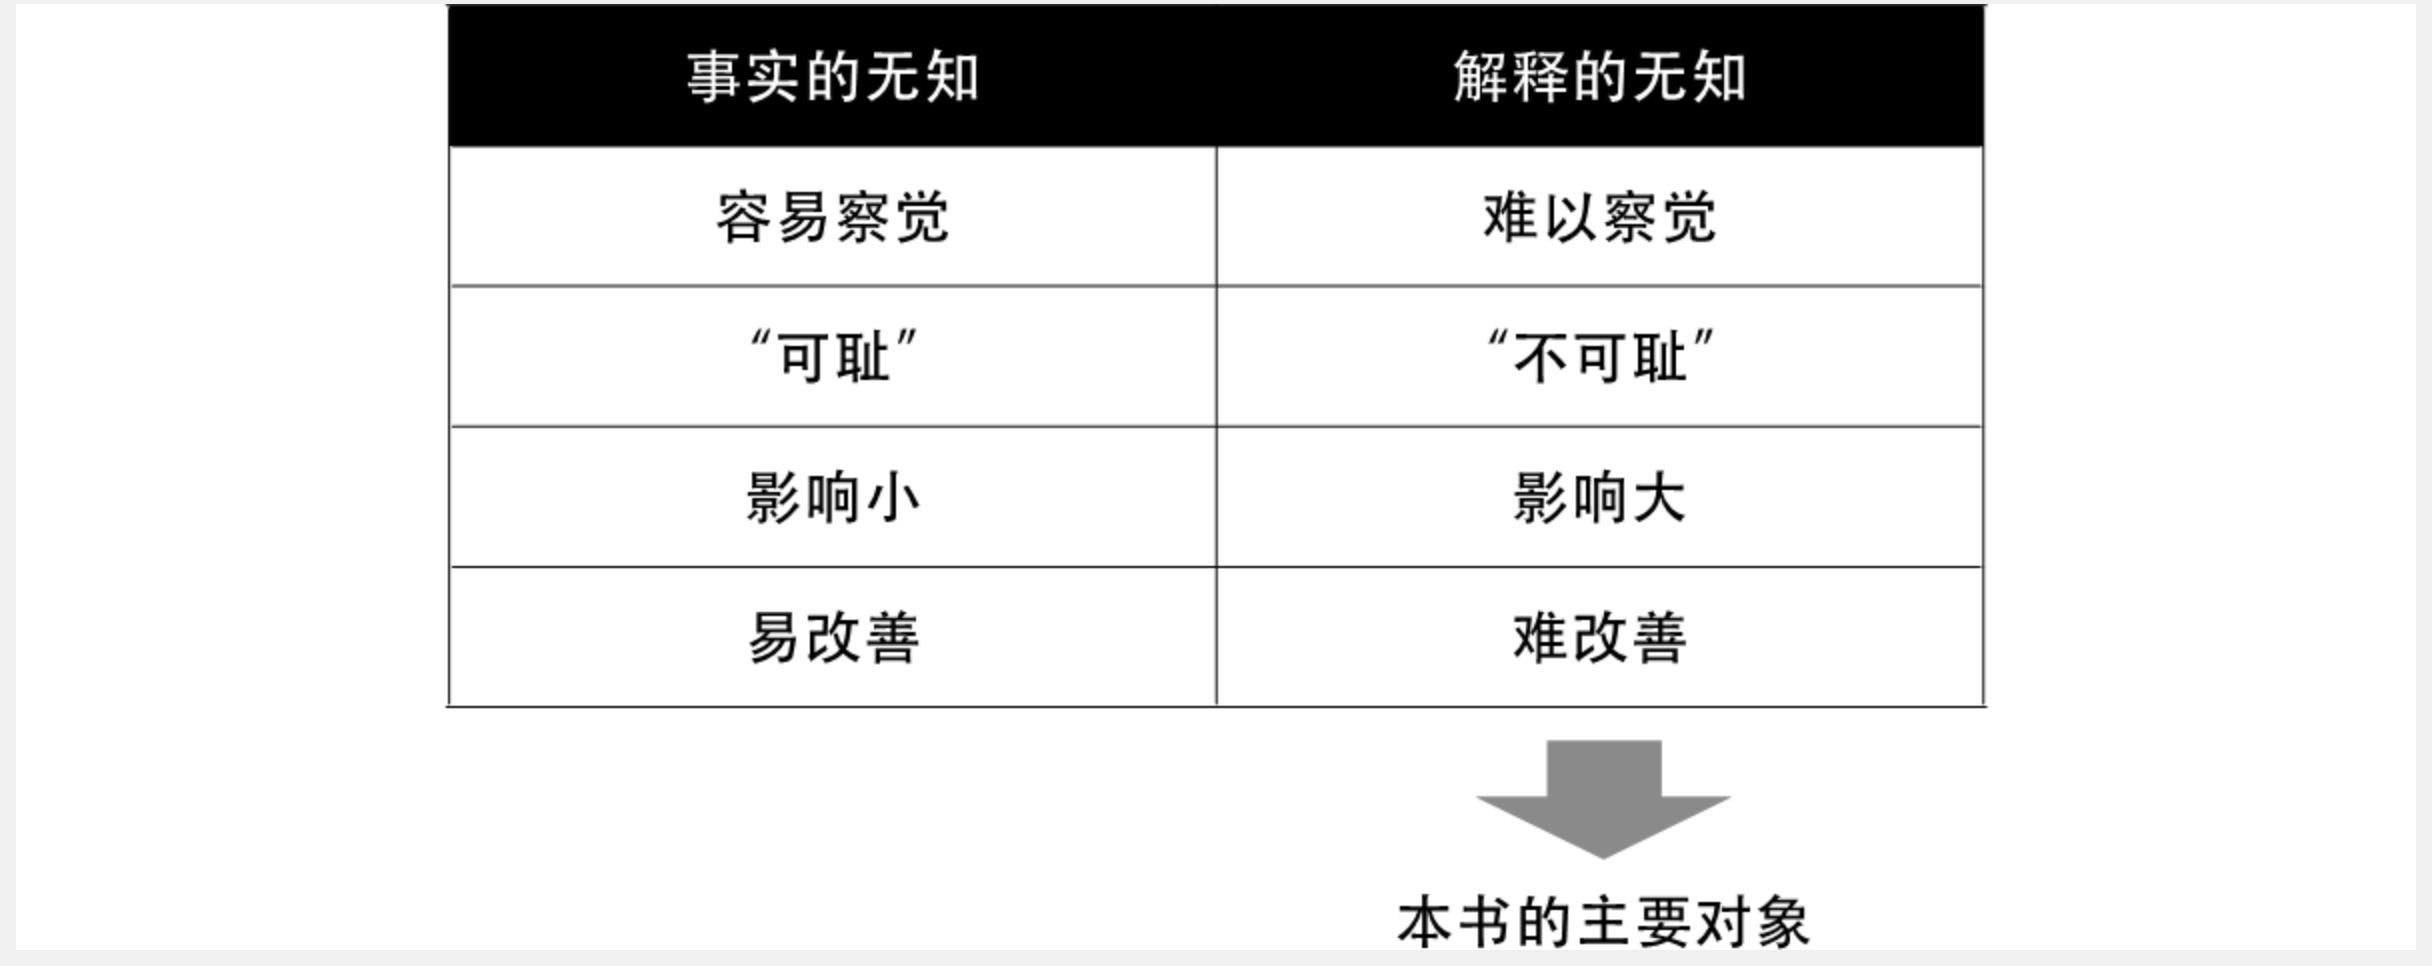 事实的无知 解释的无知
容易察觉 难以察觉
“可耻” “不可耻”
影响小 影响大
易改善 难改善
本书的主要对象